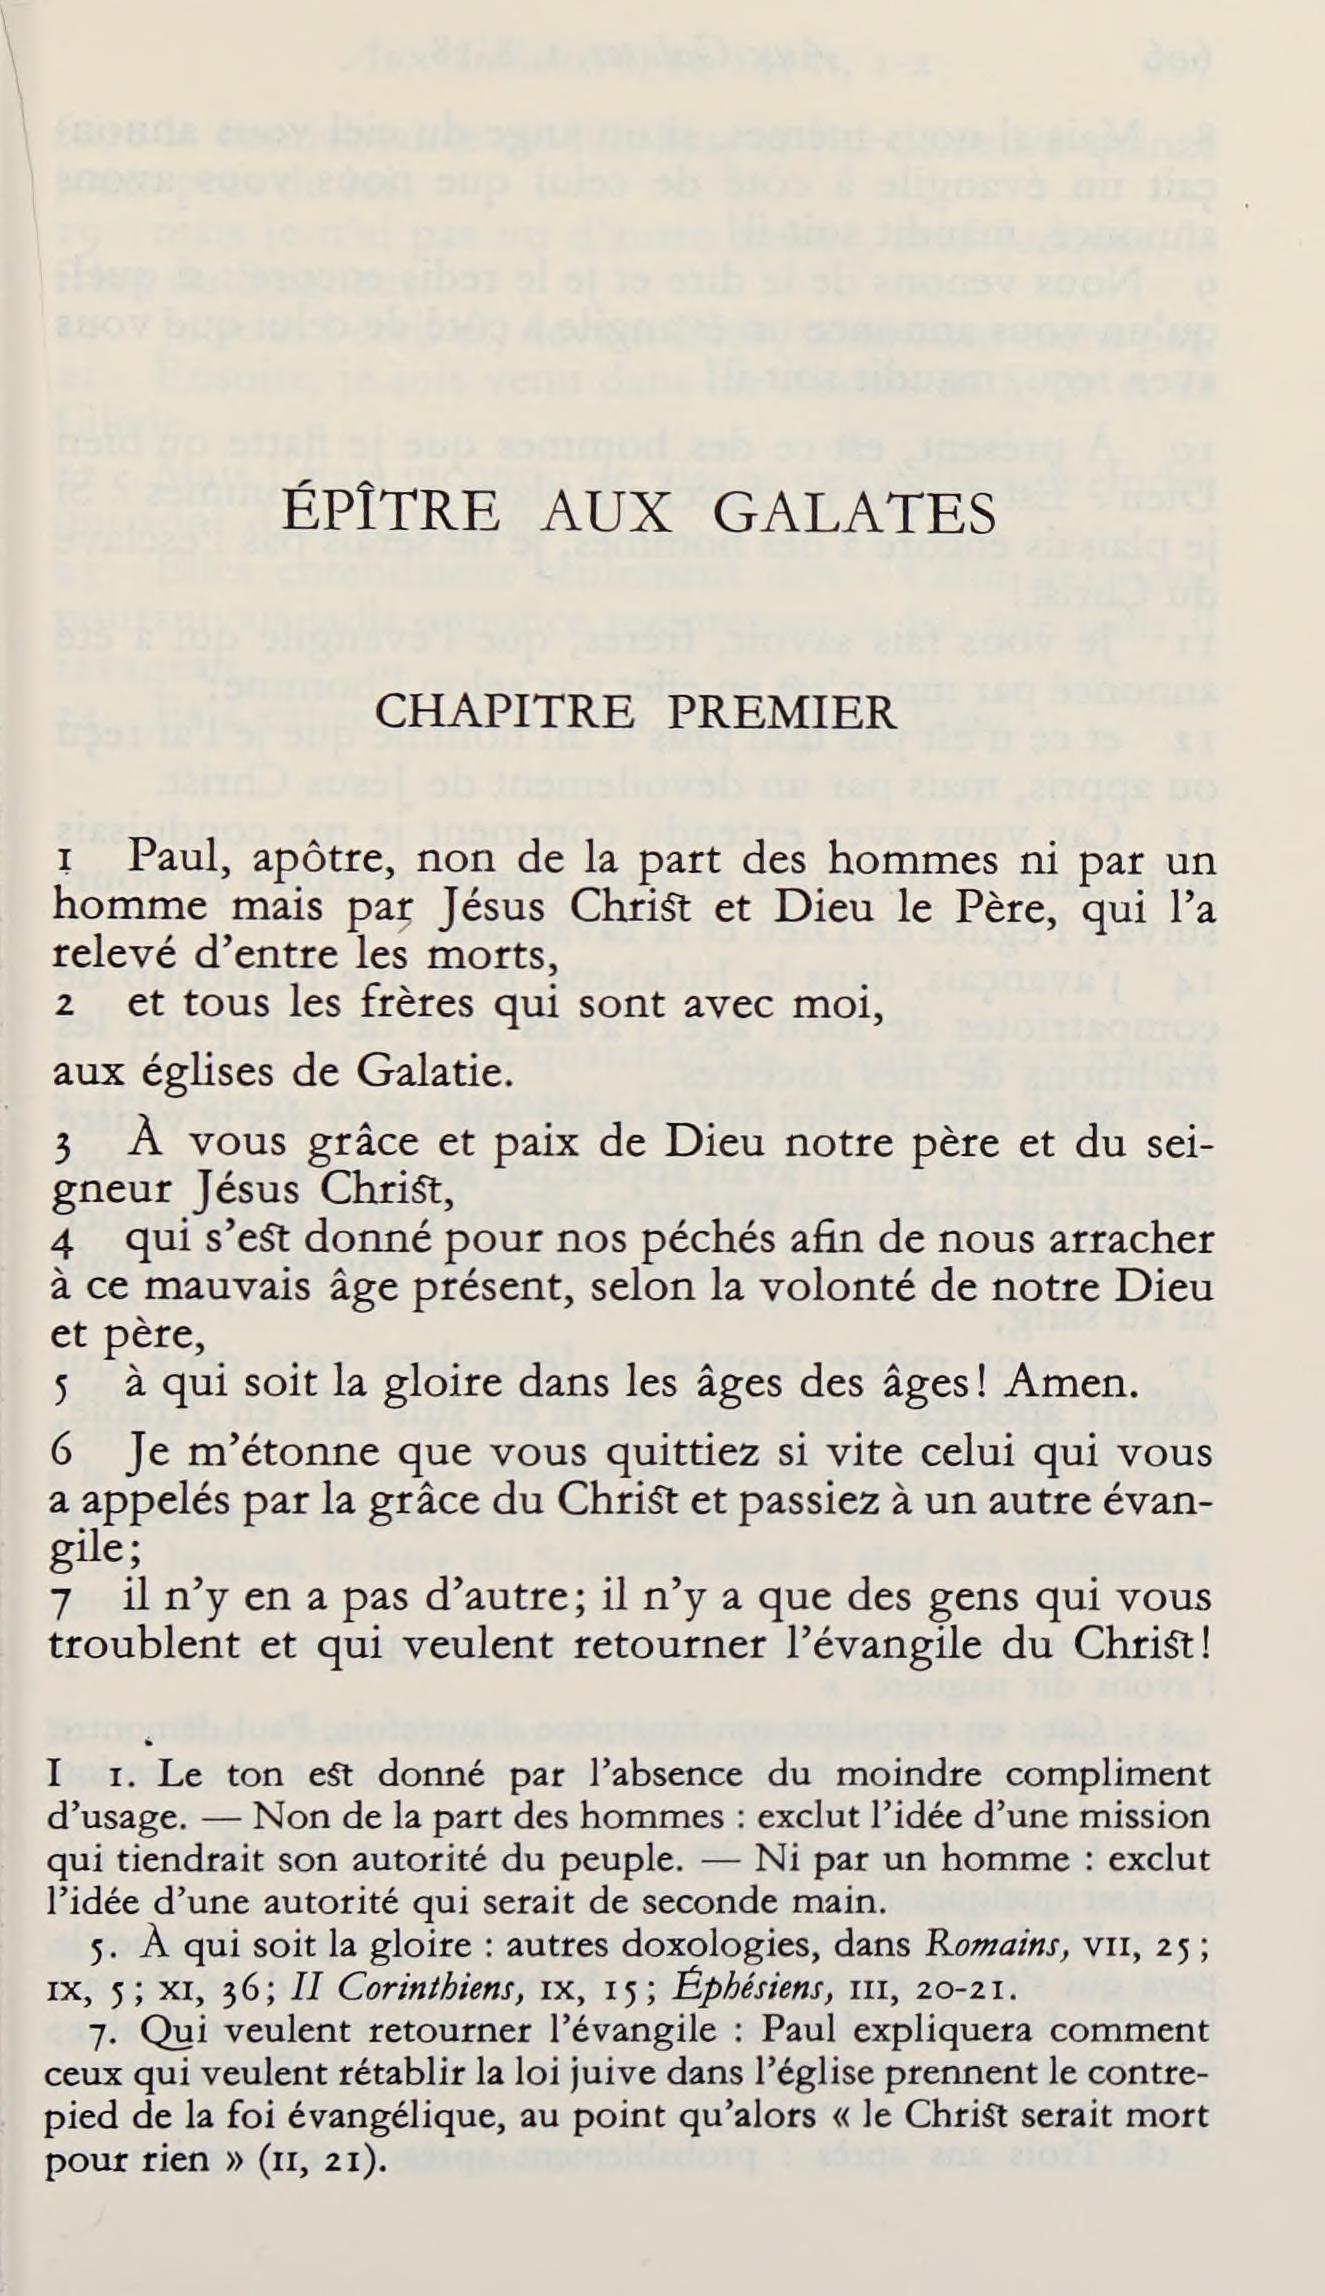 ÉPÎTRE AUX GALATES
CHAPITRE PREMIER
1 Paul, apôtre, non de la part des hommes ni par un
homme mais par Jésus Christ et Dieu le Père, qui l’a
relevé d’entre les morts,
2 et tous les frères qui sont avec moi,
aux églises de Galatie.
3 À vous grâce et paix de Dieu notre père et du sei-
gneur Jésus Christ,
4 qui s’est donné pour nos péchés afin de nous arracher
à ce mauvais âge présent, selon la volonté de notre Dieu
et père,
5 à qui soit la gloire dans les âges des âges! Amen.
6 Je m’étonne que vous quittiez si vite celui qui vous
a appelés par la grâce du Christ et passiez à un autre évan-
gile;
7 il n’y en a pas d’autre; il n’y a que des gens qui vous
troublent et qui veulent retourner l’évangile du Christ!
I 1. Le ton est donné par l’absence du moindre compliment
d’usage. — Non de la part des hommes : exclut l’idée d’une mission
qui tiendrait son autorité du peuple. — Ni par un homme : exclut
l’idée d’une autorité qui serait de seconde main.
5. À qui soit la gloire : autres doxologies, dans Romains, VII, 25 ;
IX, 5 ; XI, 36; II Corinthiens, IX, 15 ; Éphésiens, III, 20-21.
7. Qui veulent retourner l’évangile : Paul expliquera comment
ceux qui veulent rétablir la loi juive dans l’église prennent le contre-
pied de la foi évangélique, au point qu’alors « le Christ serait mort
pour rien » (II, 21).